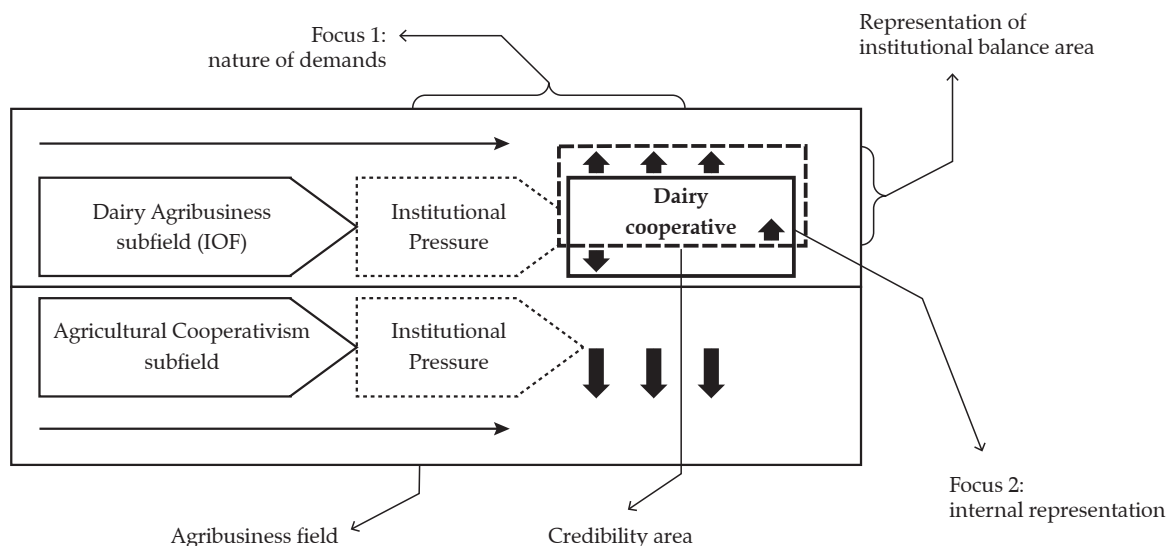 Focus 1:
nature of demands
Representation of
institutional balance area
Dairy Agribusiness
subfield (IOF)
Institutional
Pressure
Dairy
cooperative
Agricultural Cooperativism
subfield
Institutional
Pressure
Focus 2:
internal representation
Agribusiness field
Credibility area